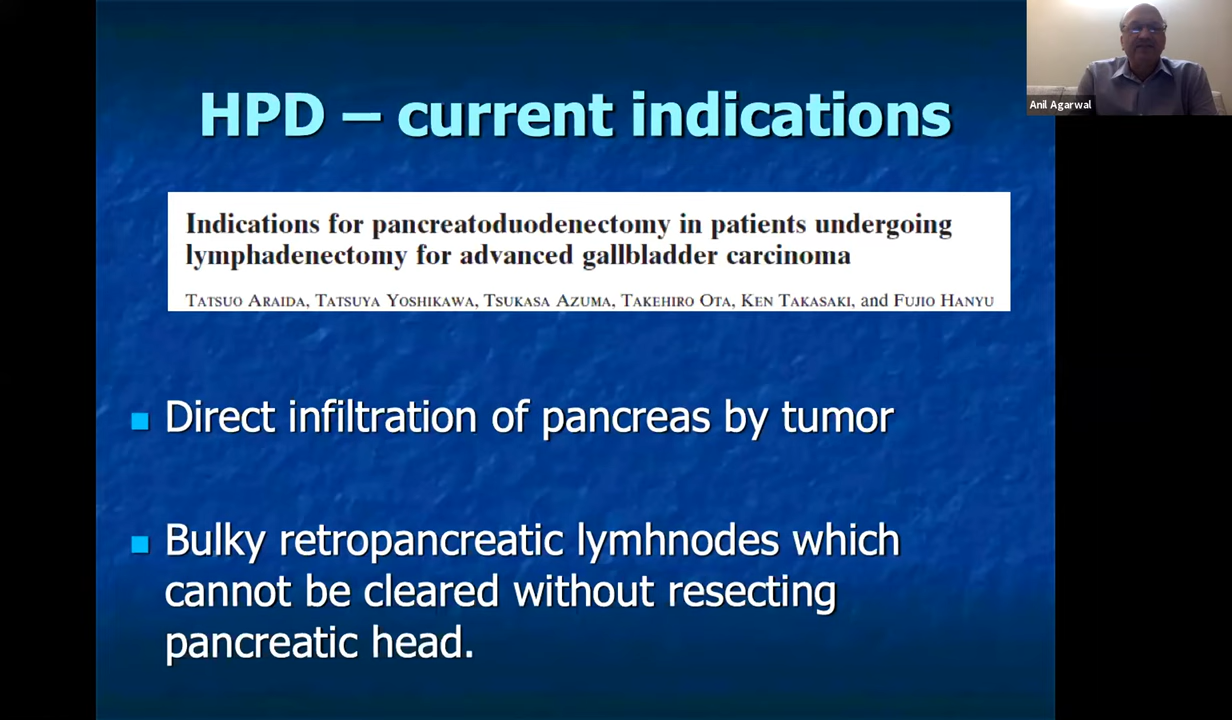 HPD – current indications
Indications for pancreatoduodenectomy in patients undergoing
lymphadenectomy for advanced gallbladder carcinoma
TATSUO ARAIDA, TATSUYA YOSHIKAWA, TSUKASA AZUMA, TAKEHIRO OTA, KEN TAKASAKI, and FUJIO HANYU
Direct infiltration of pancreas by tumor
Bulky retropancreatic lymhnodes which
cannot be cleared without resecting
pancreatic head.
Anil Agarwal